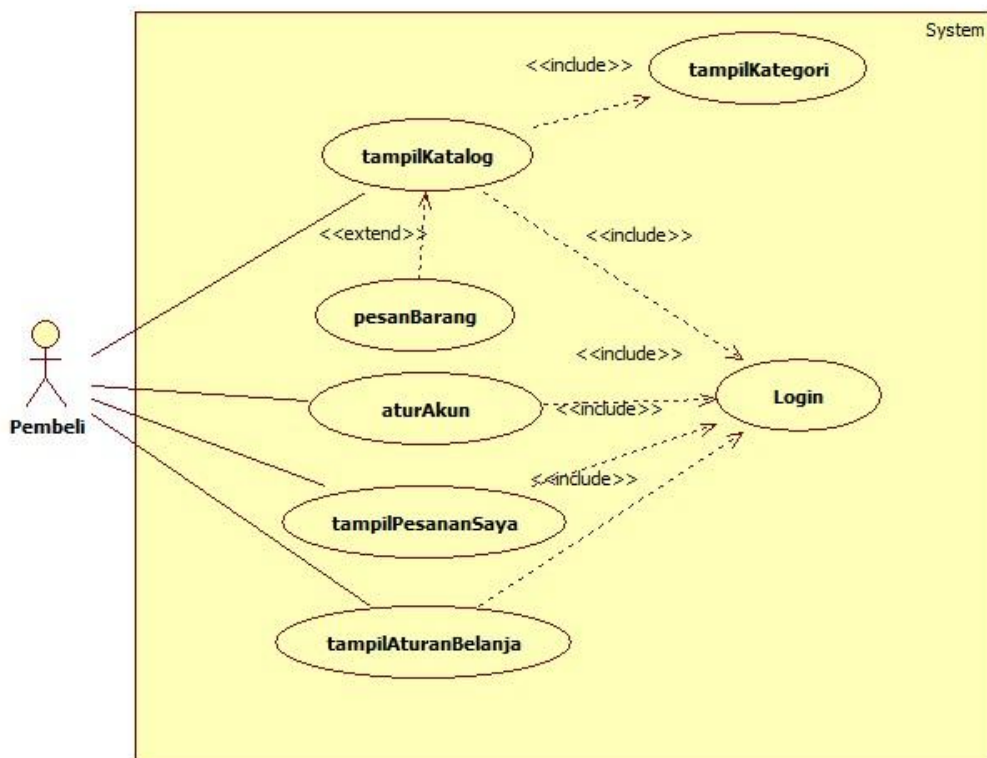 System
<<include>>
tampilKategori
tampilKatalog
<<extend>>
<<include>>
pesanBarang
<<include>>
Login
aturAkun
<<include>>
Pembeli
<<include>>
tampilPesananSaya
tampilAturanBelanja